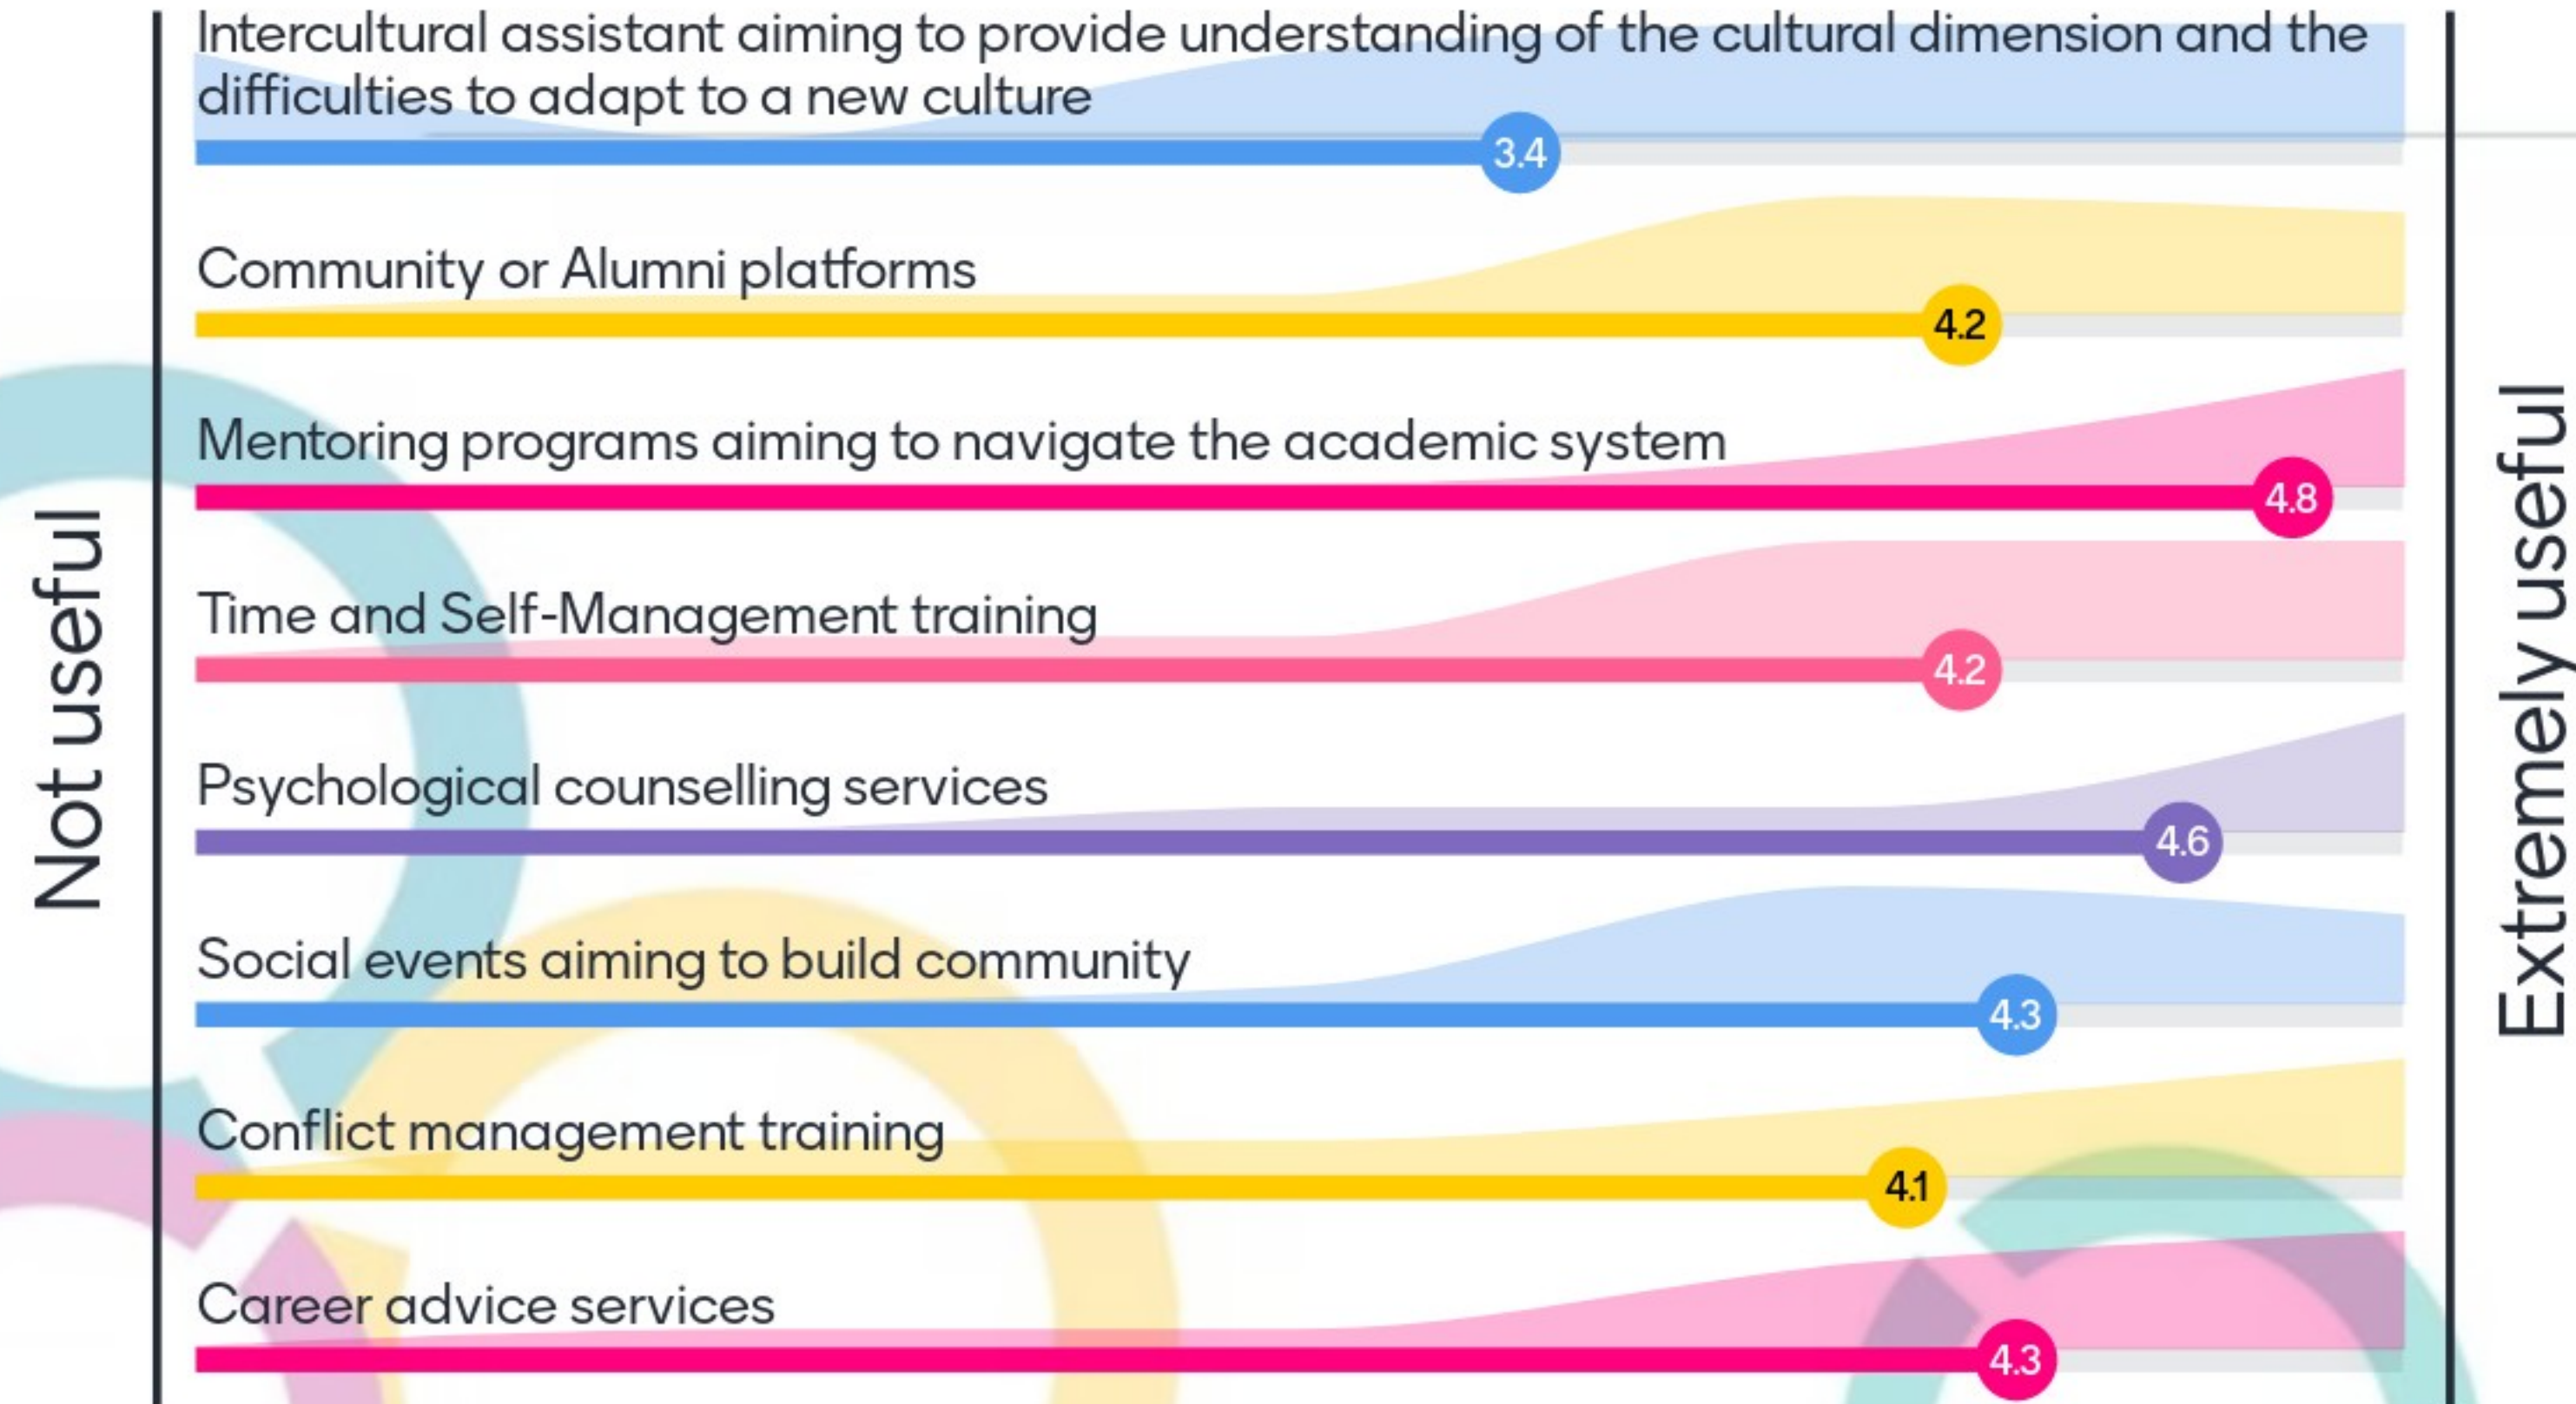 Intercultural assistant aiming to provide understanding of the cultural dimension and the
difficulties to adapt to a new culture
3.4
Community or Alumni platforms
4.2
Mentoring programs aiming to navigate the academic system
4.8
Time and Self-Management training
4.2
Psychological counselling services
4.6
Social events aiming to build community
4.3
Conflict management training
4.1
Career advice services
4.3
Not useful
Extremely useful